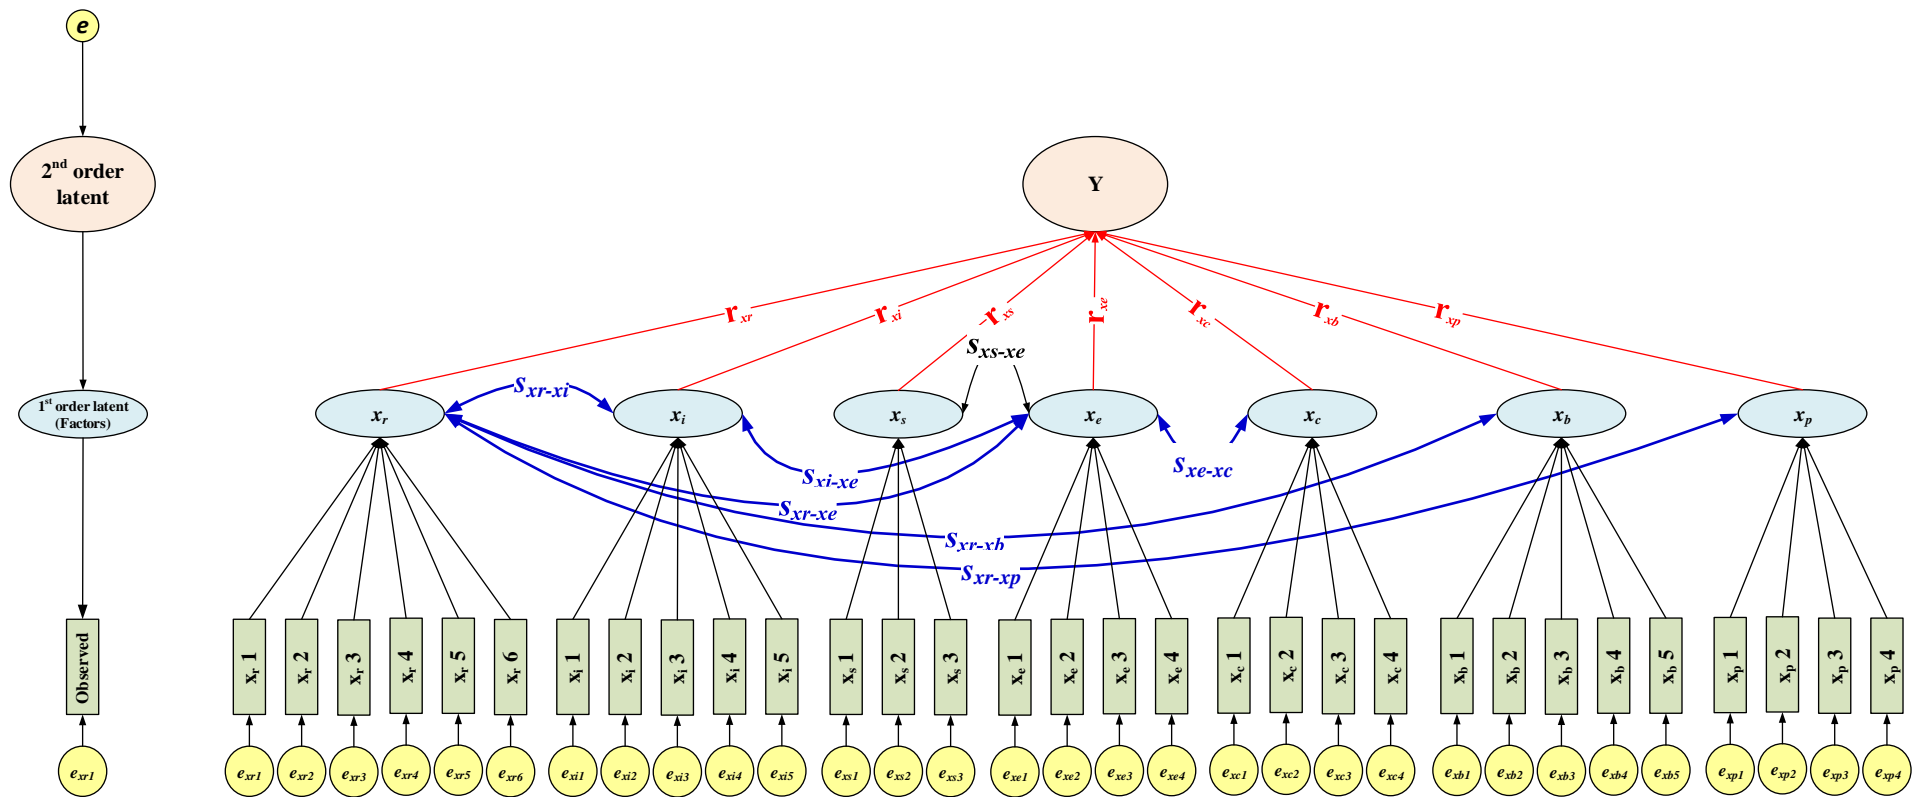 e
2nd order
latent
Y
rxr
rxi
-rxs
rxe
rxc
rxb
rxp
sxs-xe
sxr-xi
1st order latent
(Factors)
xr
xi
xs
xe
xc
xb
xp
sxi-xe
sxe-xc
sxr-xe
sxr-xb
sxr-xp
Observed
xr 1
xr 2
xr 3
xr 4
xr 5
xr 6
xi 1
xi 2
xi 3
xi 4
xi 5
xs 1
xs 2
xs 3
xe 1
xe 2
xe 3
xe 4
xc 1
xc 2
xc 3
xc 4
xb 1
xb 2
xb 3
xb 4
xb 5
xp 1
xp 2
xp 3
xp 4
exr1
exr1
exr2
exr3
exr4
exr5
exr6
exi1
exi2
exi3
exi4
exi5
exs1
exs2
exs3
exe1
exe2
exe3
exe4
exc1
exc2
exc3
exc4
exb1
exb2
exb3
exb4
exb5
exp1
exp2
exp3
exp4